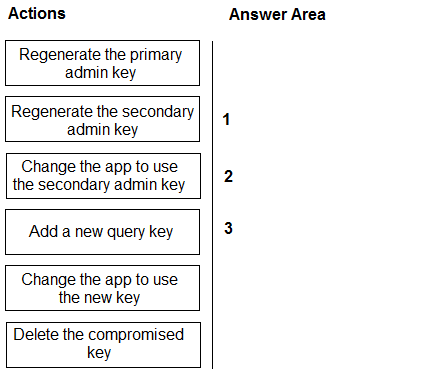 Actions
Answer Area
Regenerate the primary
admin key
Regenerate the secondary
admin key
1
Change the app to use
the secondary admin key
2
Add a new query key
3
Change the app to use
the new key
Delete the compromised
key